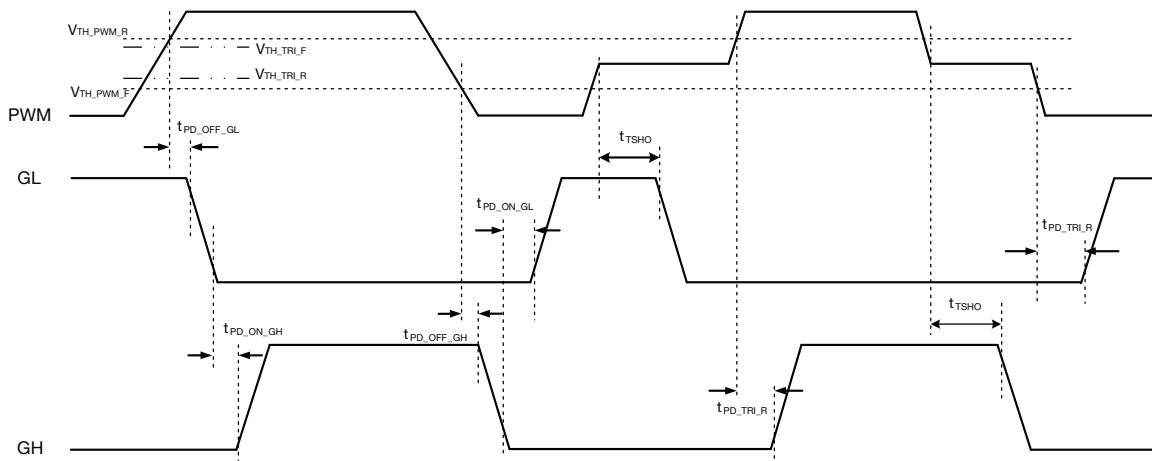 VTH_PWM_R
VTH_TRI_F
VTH_TRI_R
VTH_PWM_F
PWM
tPD_OFF_GL
tTSHO
GL
tPD_ON_GL
tPD_TRI_R
tTSHO
tPD_ON_GH
tPD_OFF_GH
tPD_TRI_R
GH